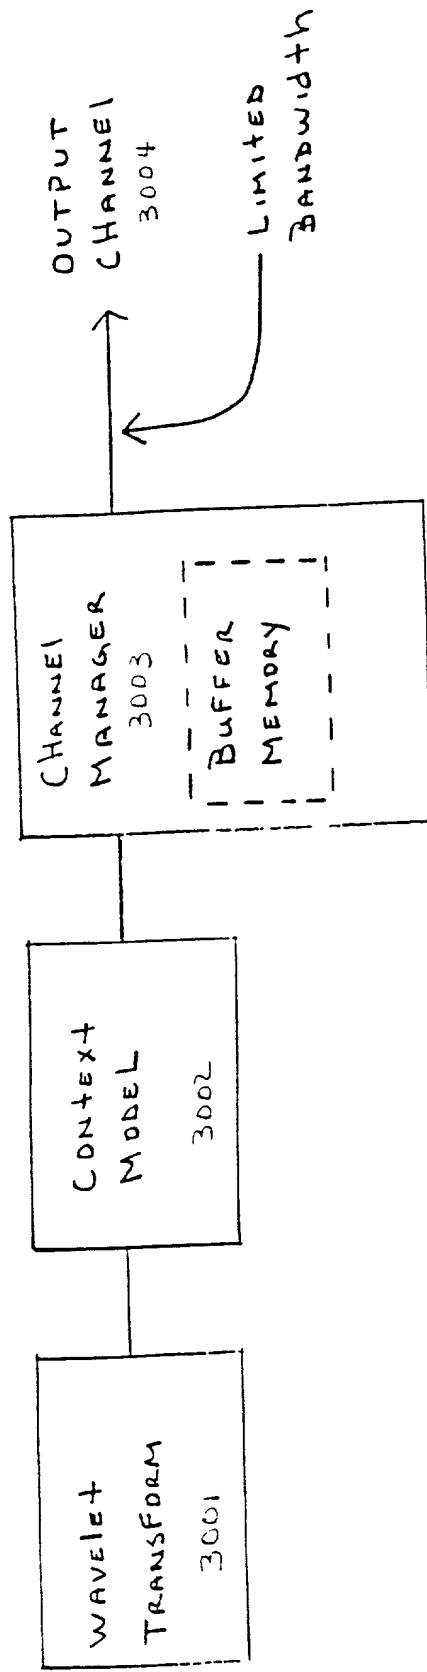 WAVELET
TRANSFORM
3001
CONTEXT
MODEL
3002
CHANNEL
MANAGER
3003
BUFFER
MEMORY
OUTPUT
CHANNEL
3004
LIMITED
BANDWIDTH